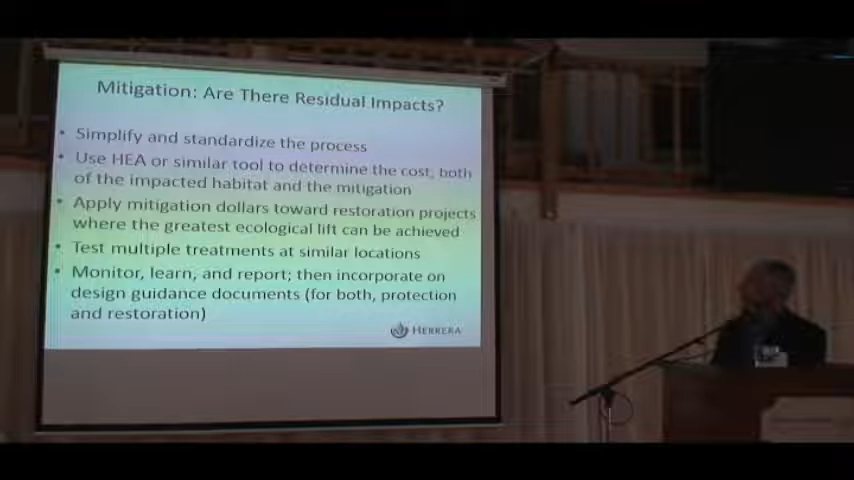 Mitigation: Are There Residual Impacts?
• Simplify and standardize the process
• Use HEA or similar tool to determine the cost, both
of the impacted habitat and the mitigation
• Apply mitigation dollars toward restoration projects
where the greatest ecological lift can be achieved
• Test multiple treatments at similar locations
• Monitor, learn, and report; then incorporate on
design guidance documents (for both, protection
and restoration)
HERRERA